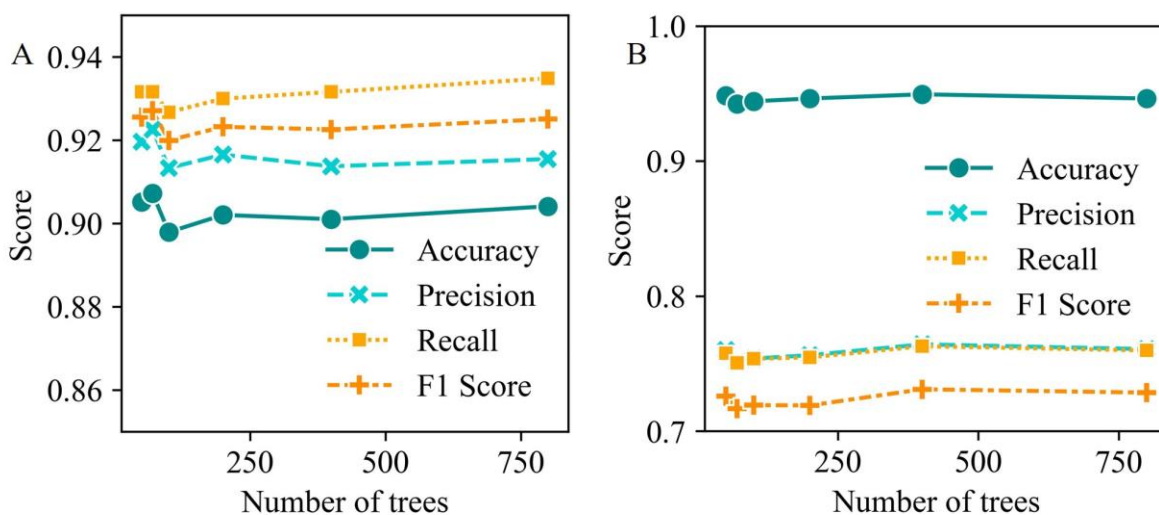 A
0.94
0.92
0.90
0.88
0.86
Score
Accuracy
Precision
Recall
F1 Score
250
500
750
Number of trees
B
1.0
0.9
0.8
0.7
Score
Accuracy
Precision
Recall
F1 Score
250
500
750
Number of trees